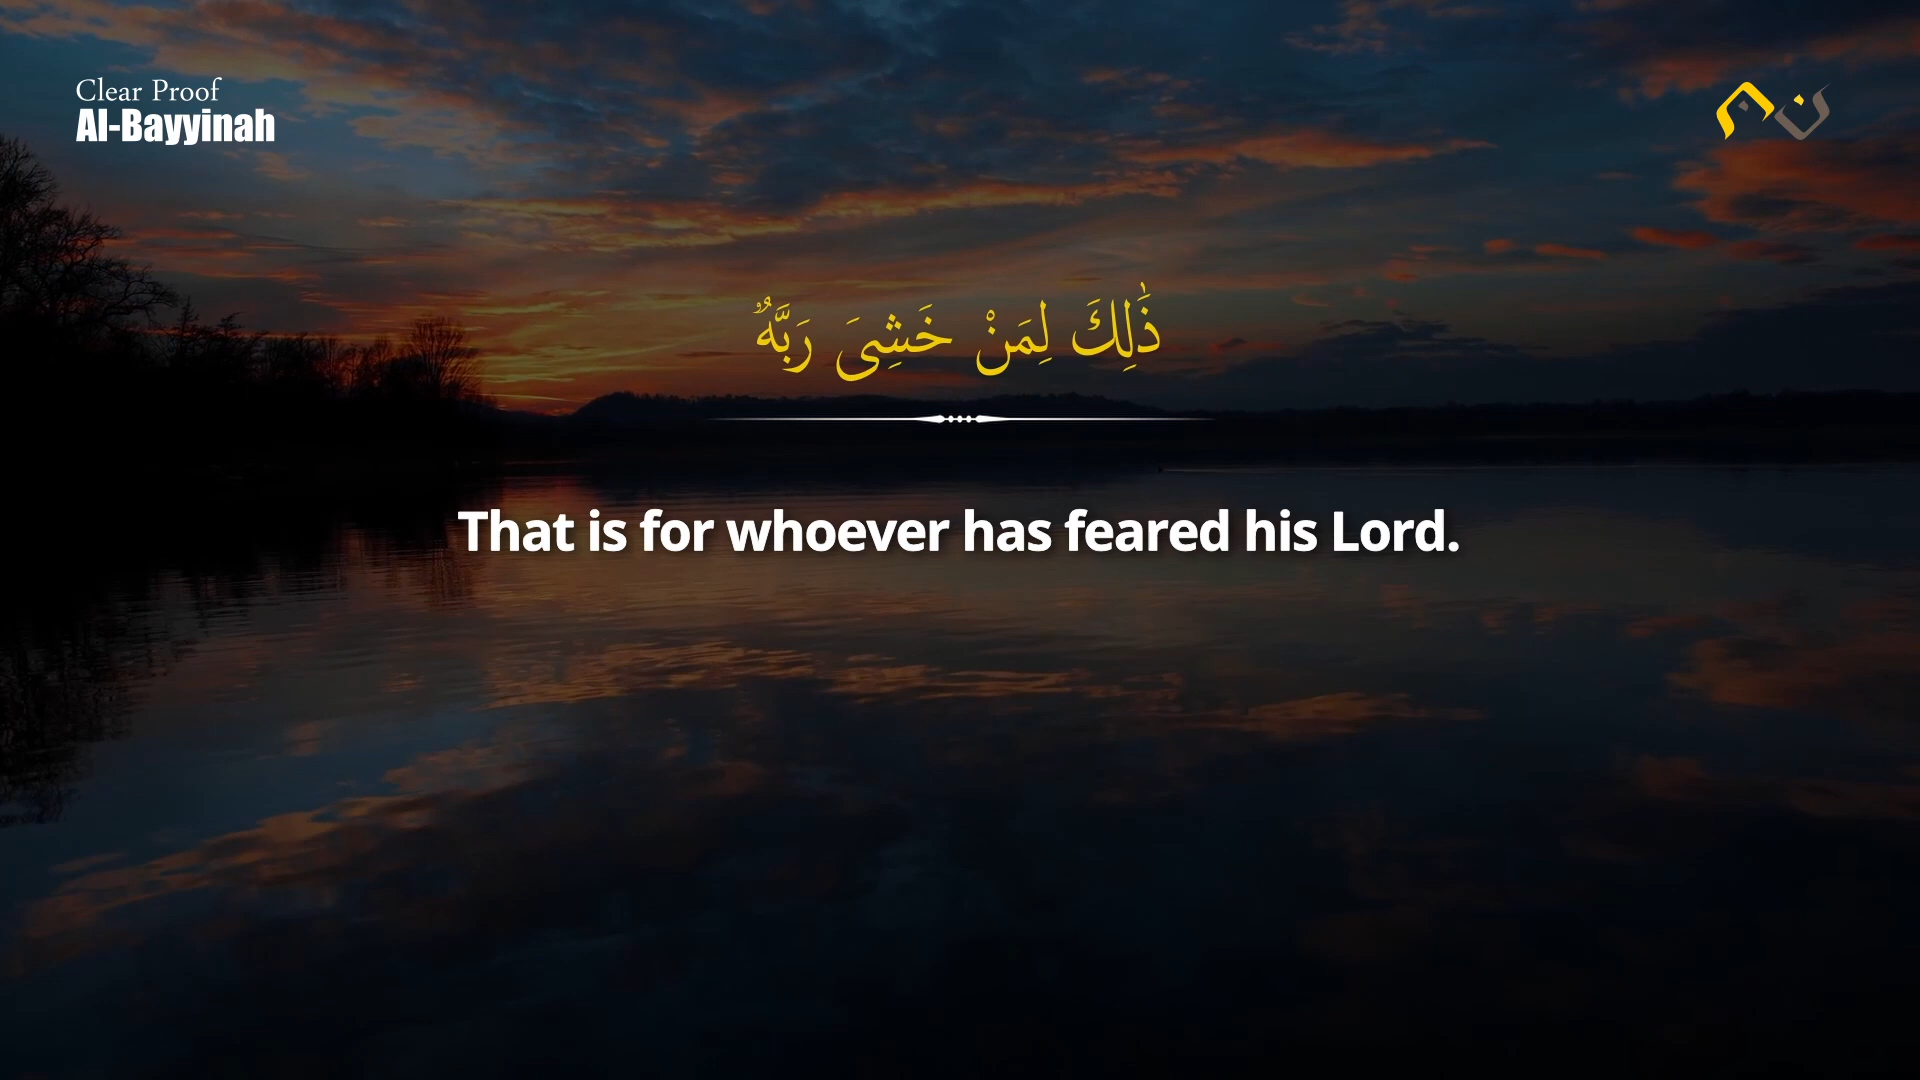 Clear Proof
Al-Bayyinah
ذَٰلِكَ لِمَنْ خَشِىَ رَبَّهُۥ
That is for whoever has feared his Lord.